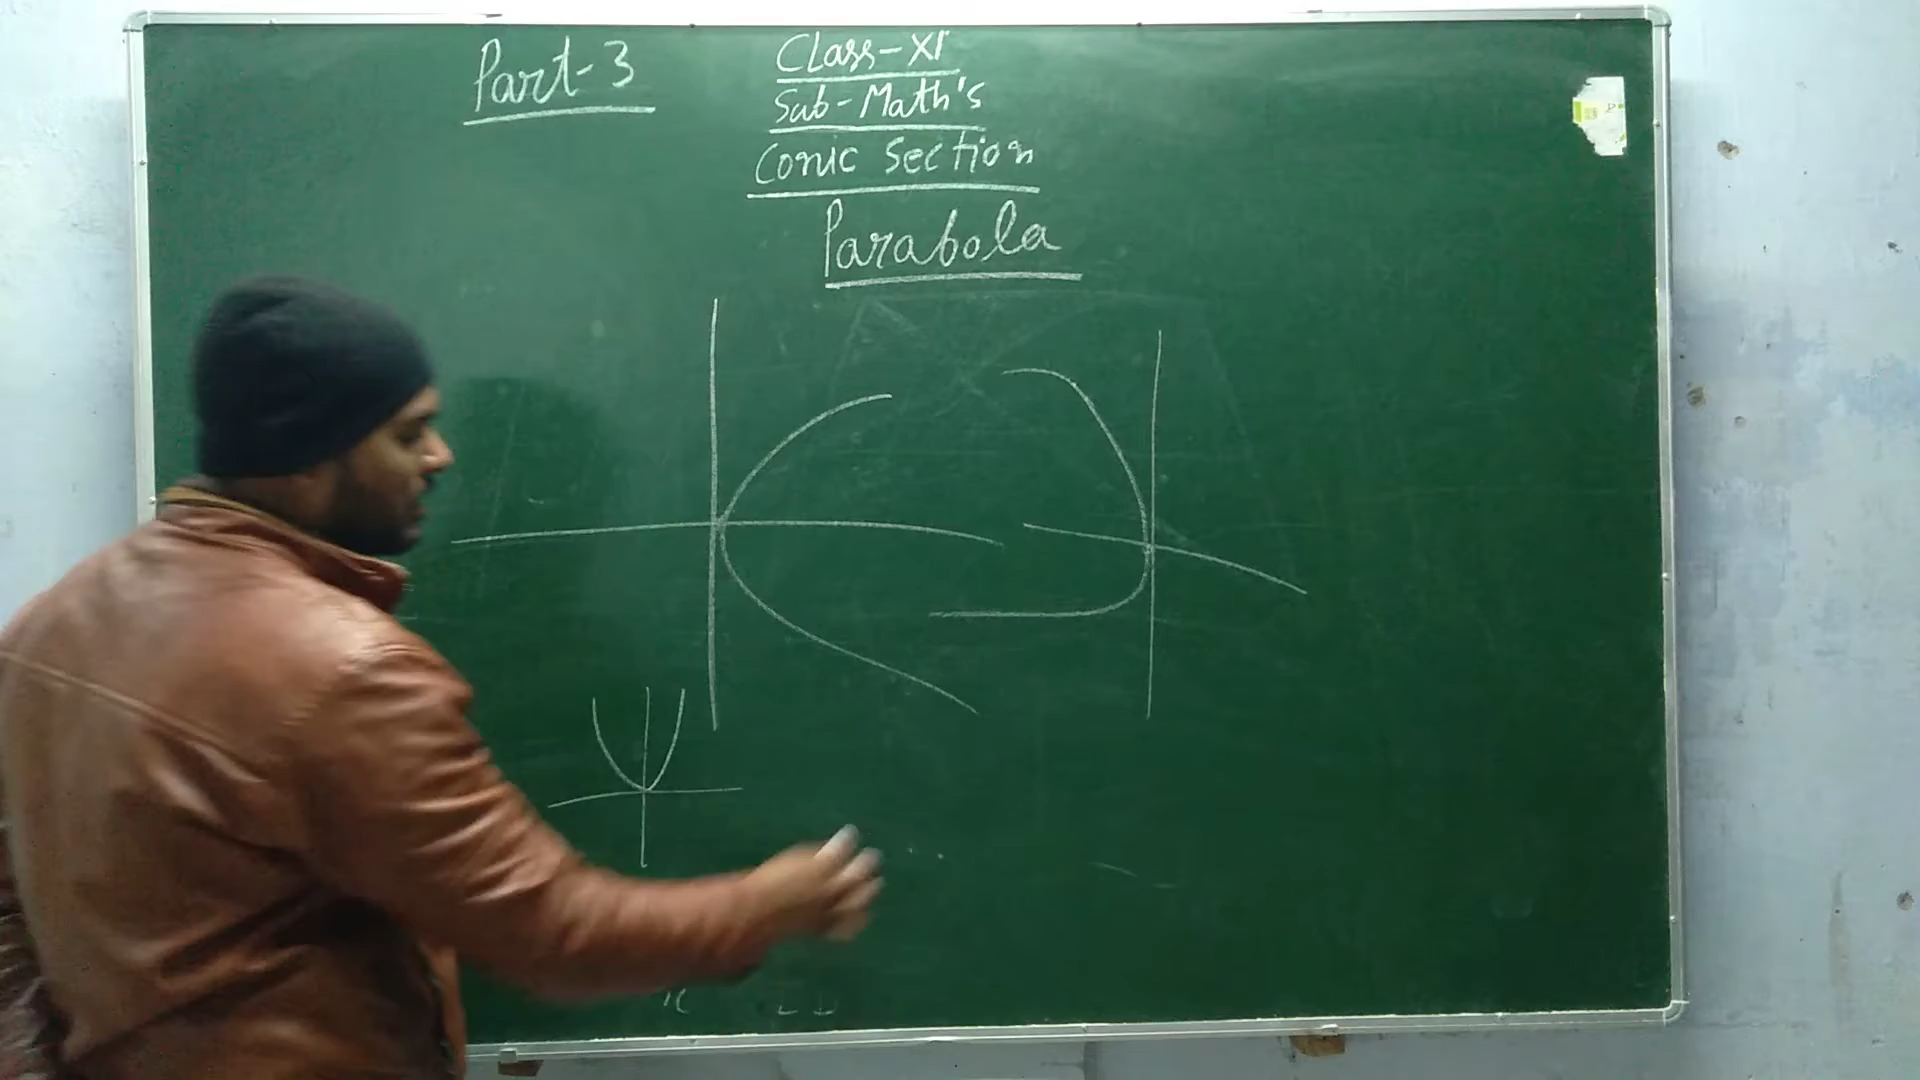 Part-3
Class-XI
Sub-Math's
Conic Section
Parabola